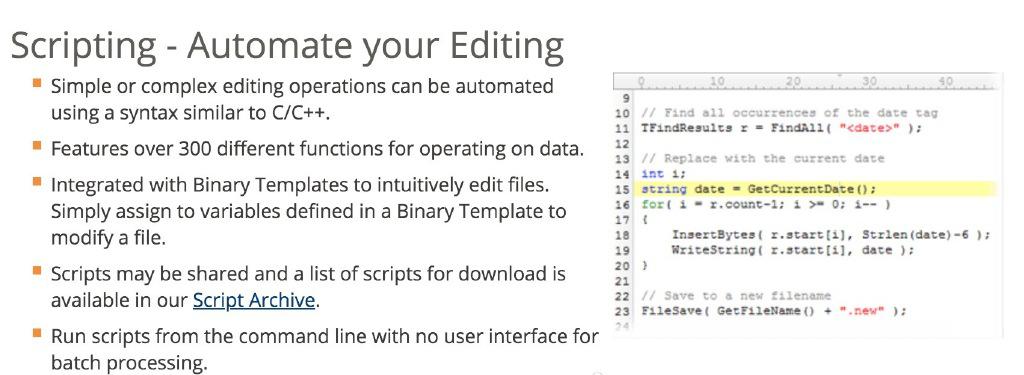 Scripting - Automate your Editing
Simple or complex editing operations can be automated
using a syntax similar to C/C++.
Features over 300 different functions for operating on data.
Integrated with Binary Templates to intuitively edit files.
Simply assign to variables defined in a Binary Template to
modify a file.
Scripts may be shared and a list of scripts for download is
available in our Script Archive.
Run scripts from the command line with no user interface for
batch processing.
0 10 20 30 40
9
10 // Find all occurrences of the date tag
11 TFindResults r = FindAll( "<date>" );
12
13 // Replace with the current date
14 int i;
15 string date = GetCurrentDate();
16 for( i = r.count-1; i >= 0; i-- )
17 {
18 InsertBytes( r.start[i], Strlen(date)-6 );
19 WriteString( r.start[i], date );
20 }
21
22 // Save to a new filename
23 FileSave( GetFileName() + ".new" );
24